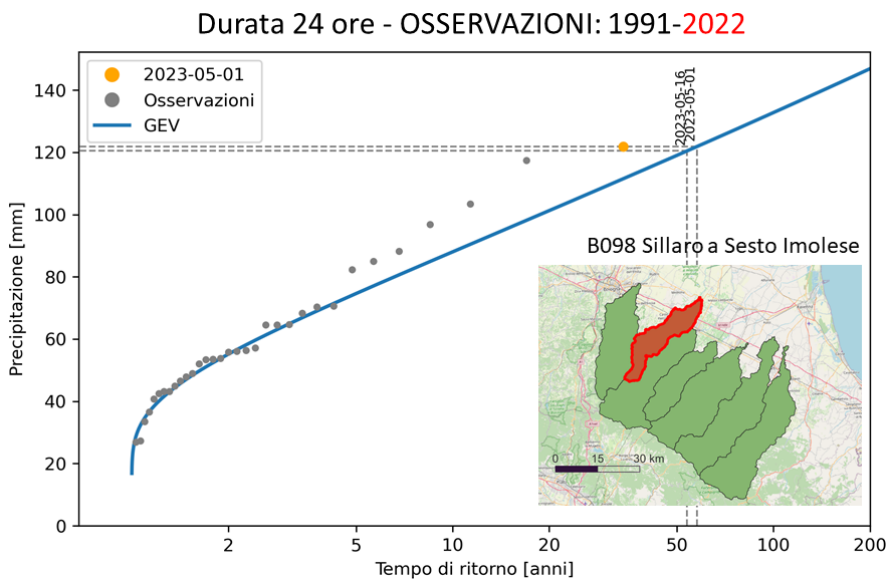 Durata 24 ore - OSSERVAZIONI: 1991-2022
2023-05-01
Osservazioni
GEV
2023-05-16
2023-05-01
140
120
100
80
60
40
20
0
Precipitazione [mm]
B098 Sillaro a Sesto Imolese
0 15 30 km
2 5 10 20 50 100 200
Tempo di ritorno [anni]